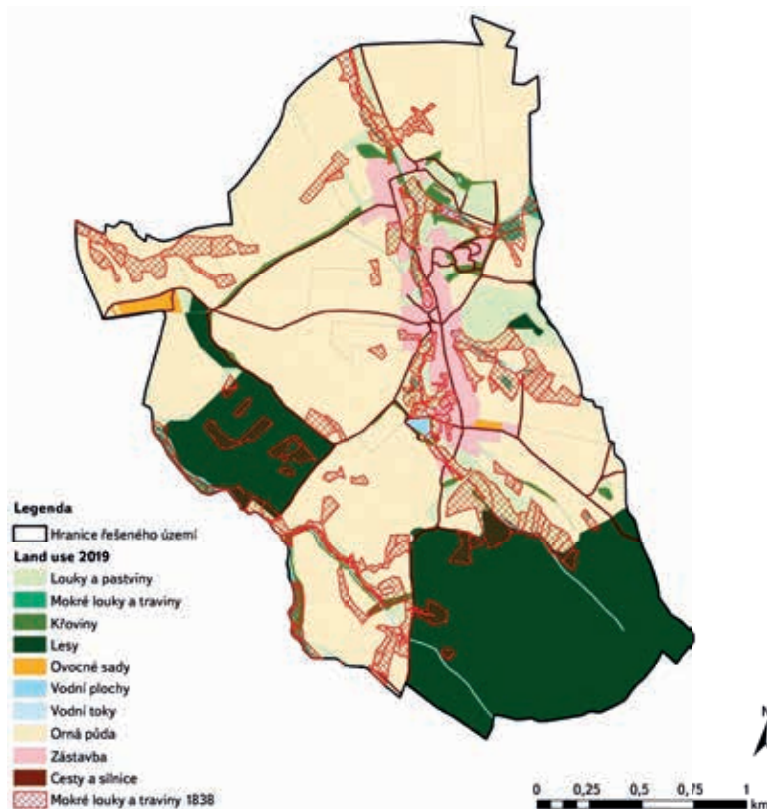 Legenda
Hranice řešeného území
Land use 2019
Louky a pastviny
Mokré louky a traviny
Křoviny
Lesy
Ovocné sady
Vodní plochy
Vodní toky
Orná půda
Zástavba
Cesty a silnice
Mokré louky a traviny 1838
N
0 0,25 0,5 0,75 1
km